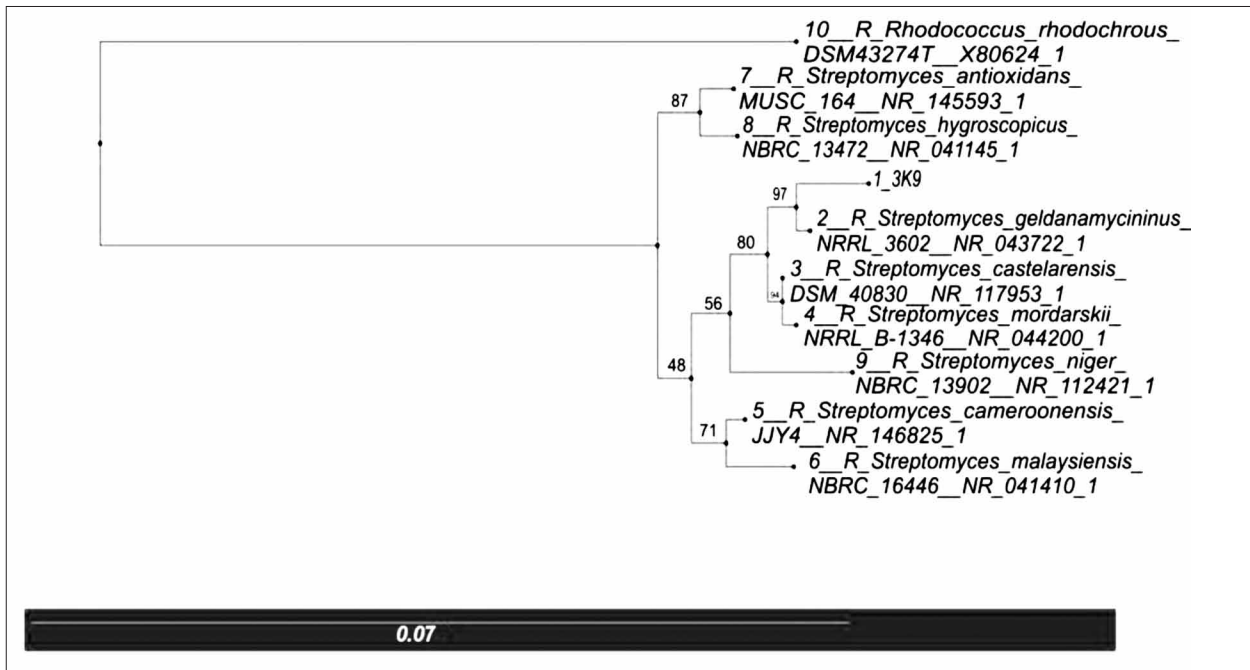 10__R_Rhodococcus_rhodochrous_
DSM43274T__X80624_1
7__R_Streptomyces_antioxidans_
MUSC_164__NR_145593_1
87
8__R_Streptomyces_hygroscopicus_
NBRC_13472__NR_041145_1
1_3K9
97
2__R_Streptomyces_geldanamycininus_
NRRL_3602__NR_043722_1
80
3__R_Streptomyces_castelarensis_
DSM_40830__NR_117953_1
94
56
4__R_Streptomyces_mordarskii_
NRRL_B-1346__NR_044200_1
9__R_Streptomyces_niger_
NBRC_13902__NR_112421_1
48
5__R_Streptomyces_cameroonensis_
JJY4__NR_146825_1
71
6__R_Streptomyces_malaysiensis_
NBRC_16446__NR_041410_1
0.07